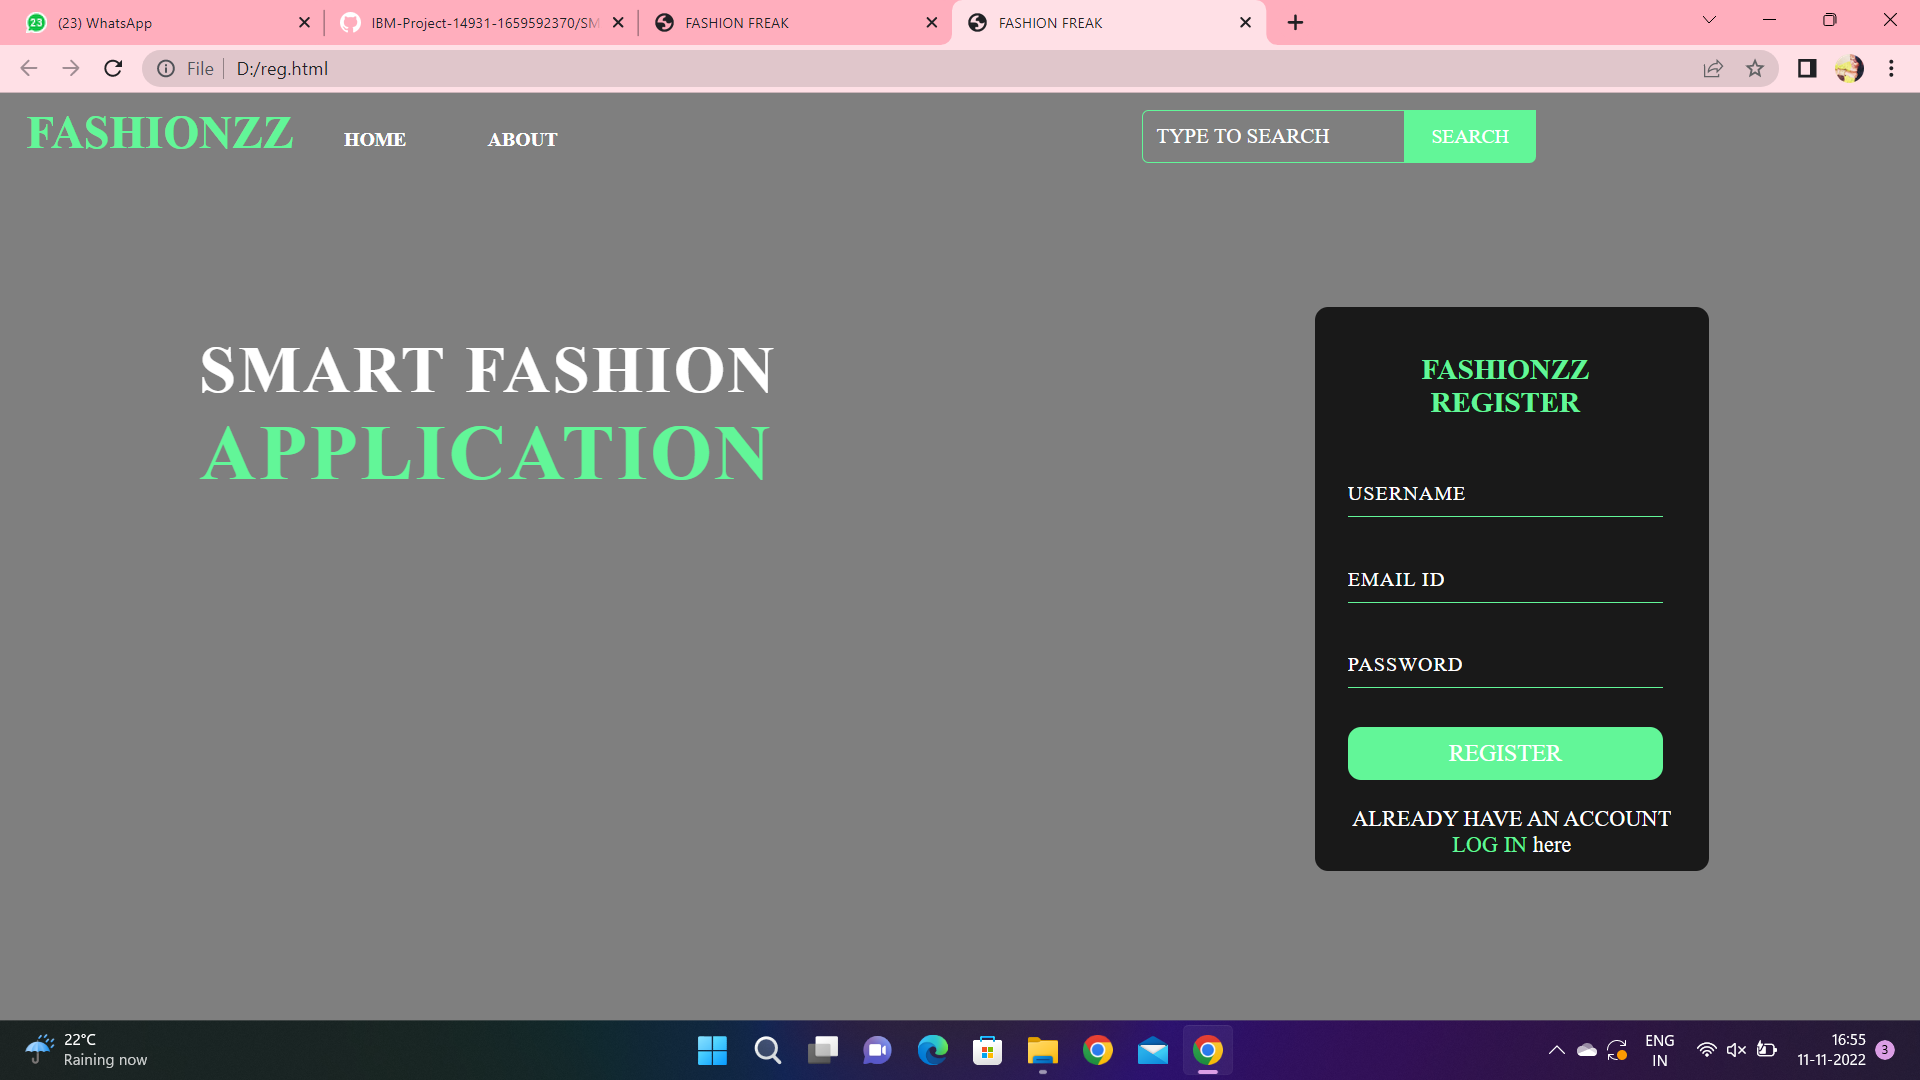 23
(23) WhatsApp
IBM-Project-14931-1659592370/SM
FASHION FREAK
FASHION FREAK
File
D:/reg.html
FASHIONZZ
HOME
ABOUT
TYPE TO SEARCH
SEARCH
SMART FASHION
APPLICATION
FASHIONZZ
REGISTER
USERNAME
EMAIL ID
PASSWORD
REGISTER
ALREADY HAVE AN ACCOUNT
LOG IN here
22°C
Raining now
ENG
IN
16:55
11-11-2022
3